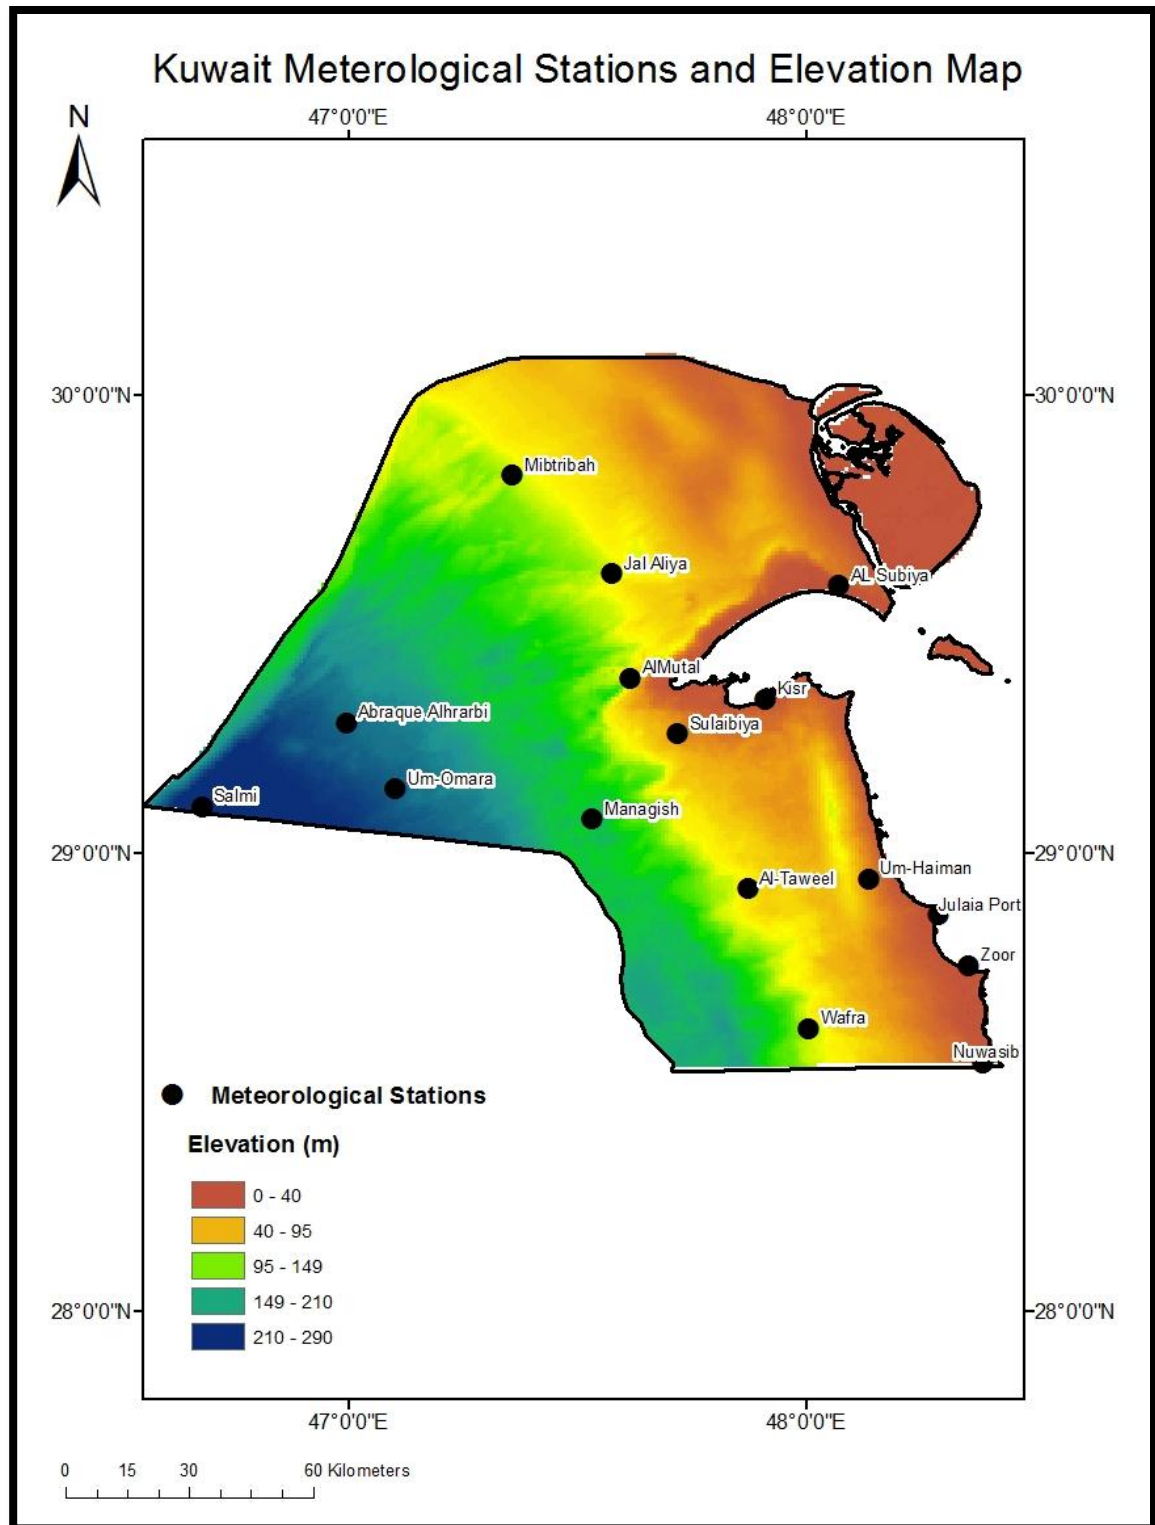 Kuwait Meterological Stations and Elevation Map
N
47°0'0"E
48°0'0"E
30°0'0"N
30°0'0"N
Mibtribah
Jal Aliya
AL Subiya
AlMutal
Kisr
Abraque Alhrarbi
Sulaibiya
Um-Omara
Salmi
Managish
29°0'0"N
29°0'0"N
Um-Haiman
Al-Taweel
Julaia Port
Zoor
Wafra
Nuwasib
Meteorological Stations
Elevation (m)
0 - 40
40 - 95
95 - 149
149 - 210
210 - 290
28°0'0"N
28°0'0"N
47°0'0"E
48°0'0"E
0 15 30 60 Kilometers